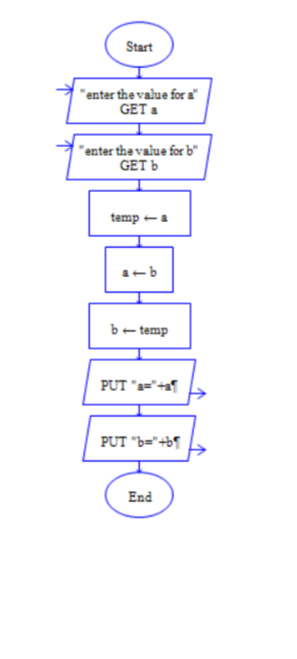 Start
"enter the value for a"
GET a
"enter the value for b"
GET b
temp ← a
a ← b
b ← temp
PUT "a="+a¶
PUT "b="+b¶
End